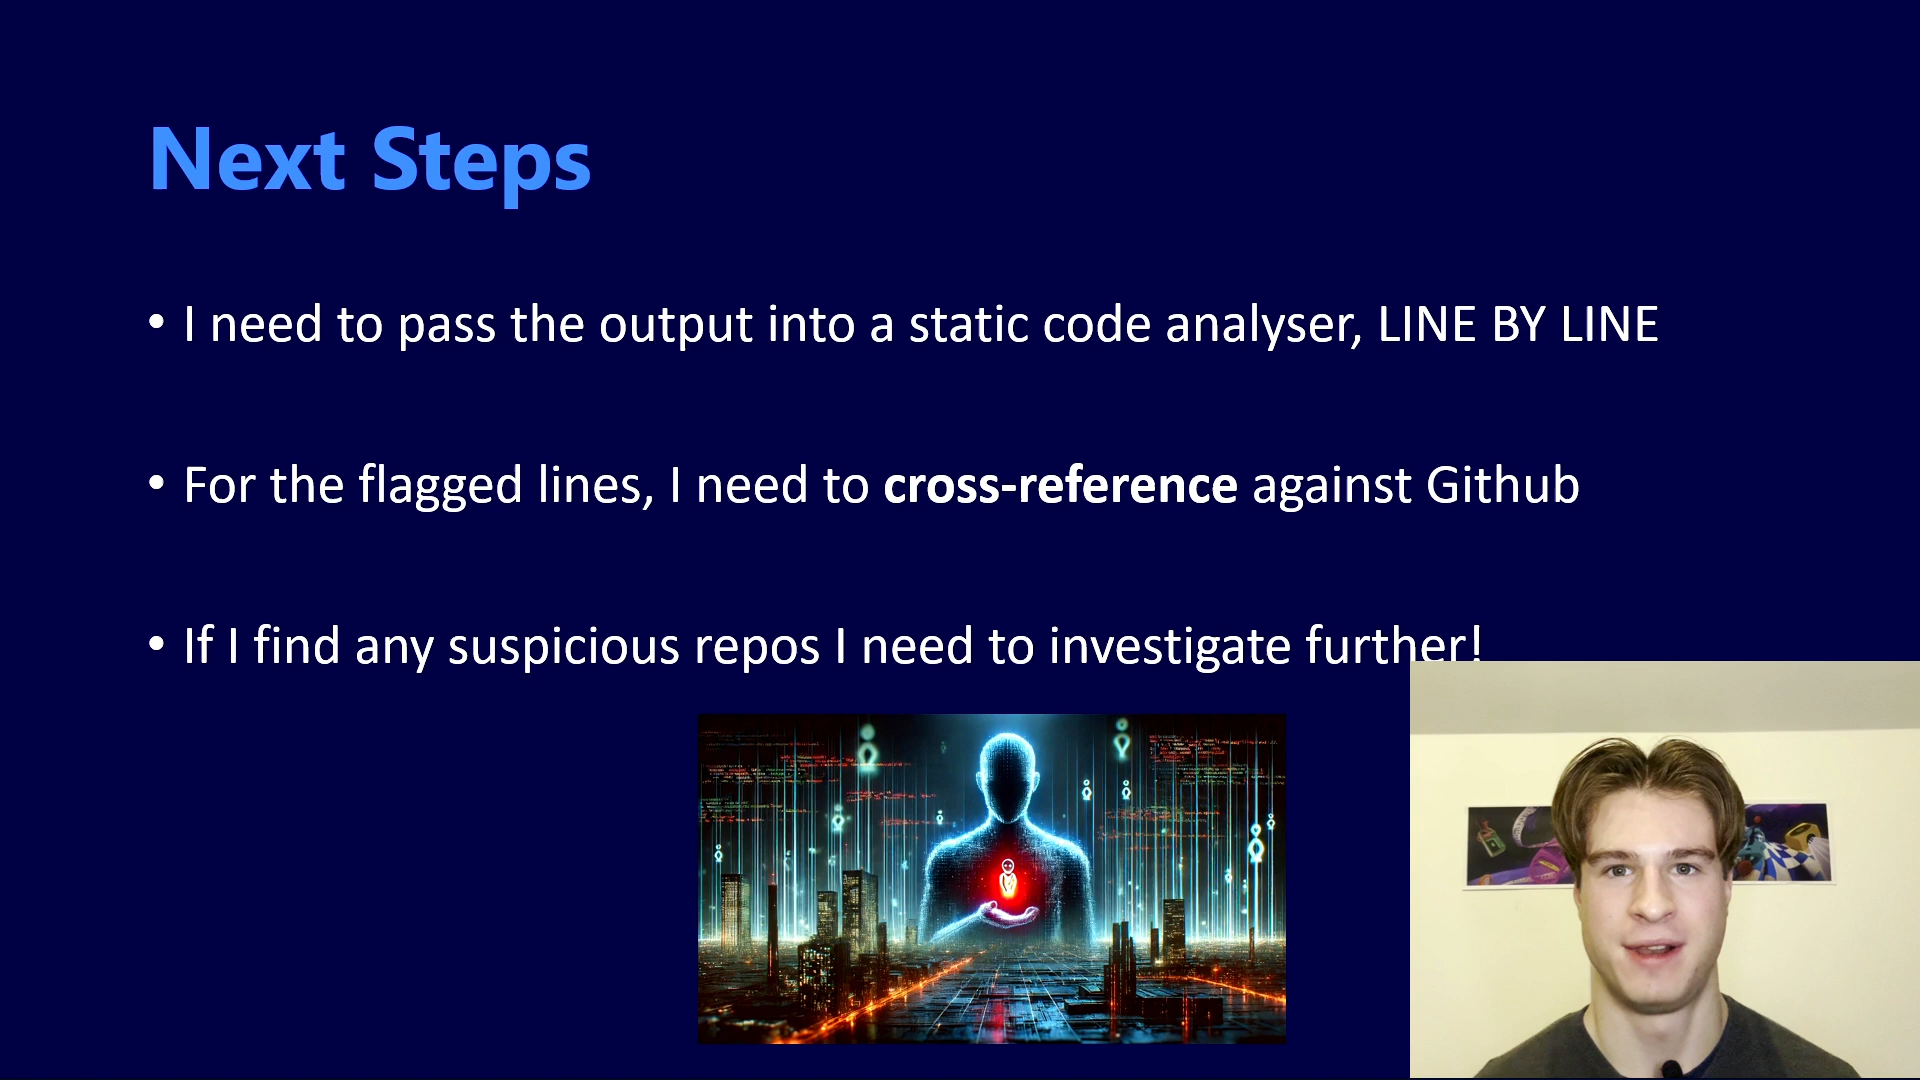 Next Steps
• I need to pass the output into a static code analyser, LINE BY LINE
• For the flagged lines, I need to cross-reference against Github
• If I find any suspicious repos I need to investigate further!